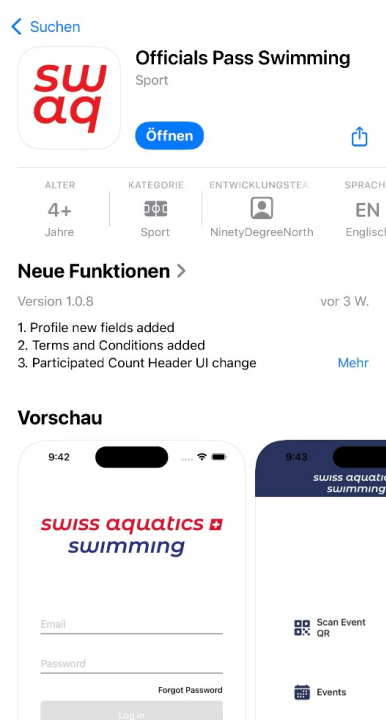 Suchen
sw
aq
Officials Pass Swimming
Sport
Öffnen
ALTER
4+
Jahre
KATEGORIE
Sport
ENTWICKLUNGSTEA
NinetyDegreeNorth
SPRACH
EN
Englisch
Neue Funktionen
Version 1.0.8
vor 3 W.
1. Profile new fields added
2. Terms and Conditions added
3. Participated Count Header UI change
Mehr
Vorschau
9:42
swiss aquatics
swimming
Email
Password
Forgot Password
Log in
9:43
swiss aquatics
swimming
Scan Event
QR
Events